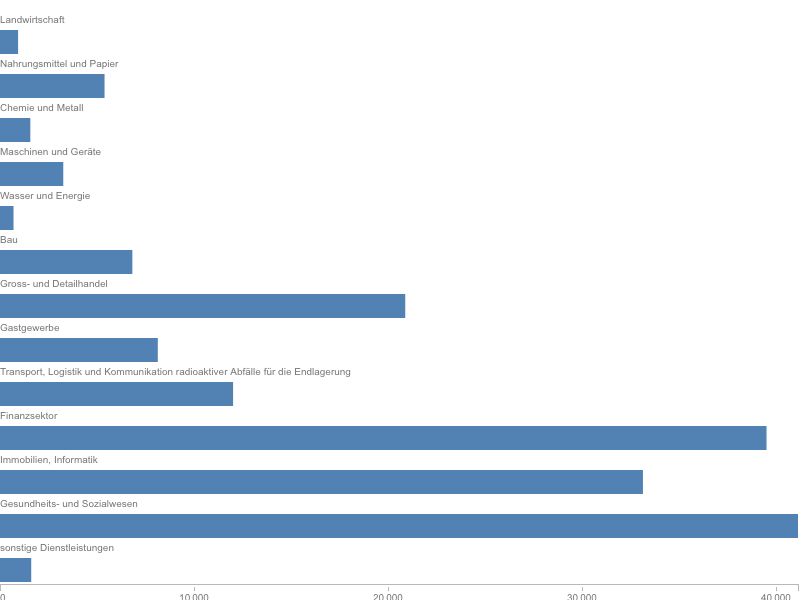 Landwirtschaft
Nahrungsmittel und Papier
Chemie und Metall
Maschinen und Geräte
Wasser und Energie
Bau
Gross- und Detailhandel
Gastgewerbe
Transport, Logistik und Kommunikation radioaktiver Abfälle für die Endlagerung
Finanzsektor
Immobilien, Informatik
Gesundheits- und Sozialwesen
sonstige Dienstleistungen
0 10 000 20 000 30 000 40 000